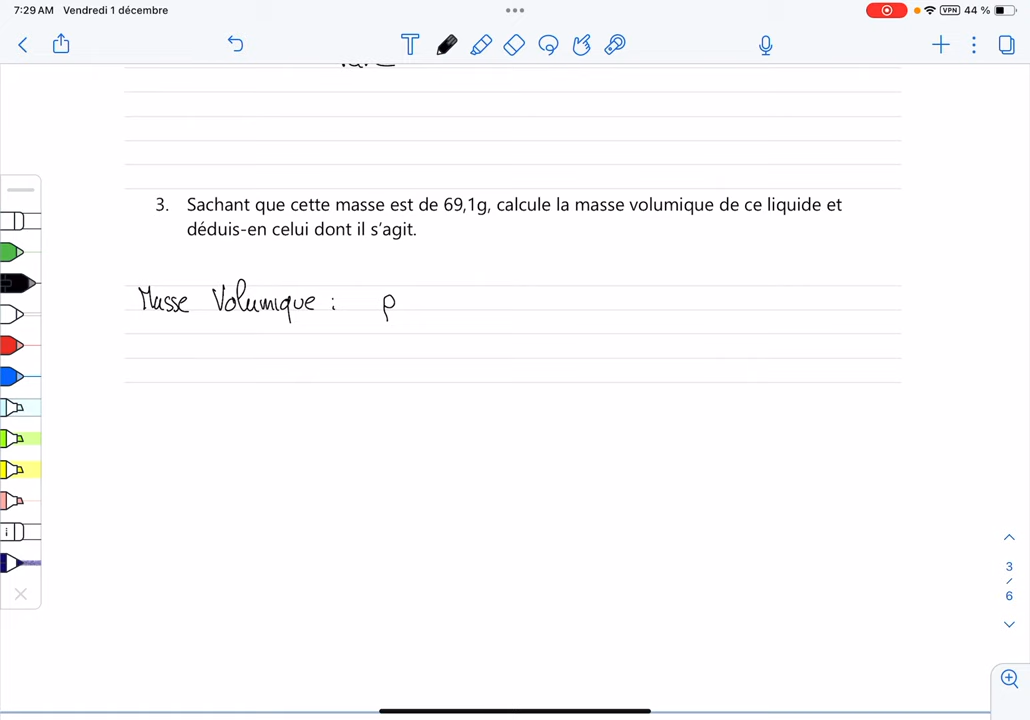 7:29 AM Vendredi 1 décembre
VPN 44 %
3. Sachant que cette masse est de 69,1g, calcule la masse volumique de ce liquide et
déduis-en celui dont il s'agit.
Masse Volumique : ρ
3
/
6